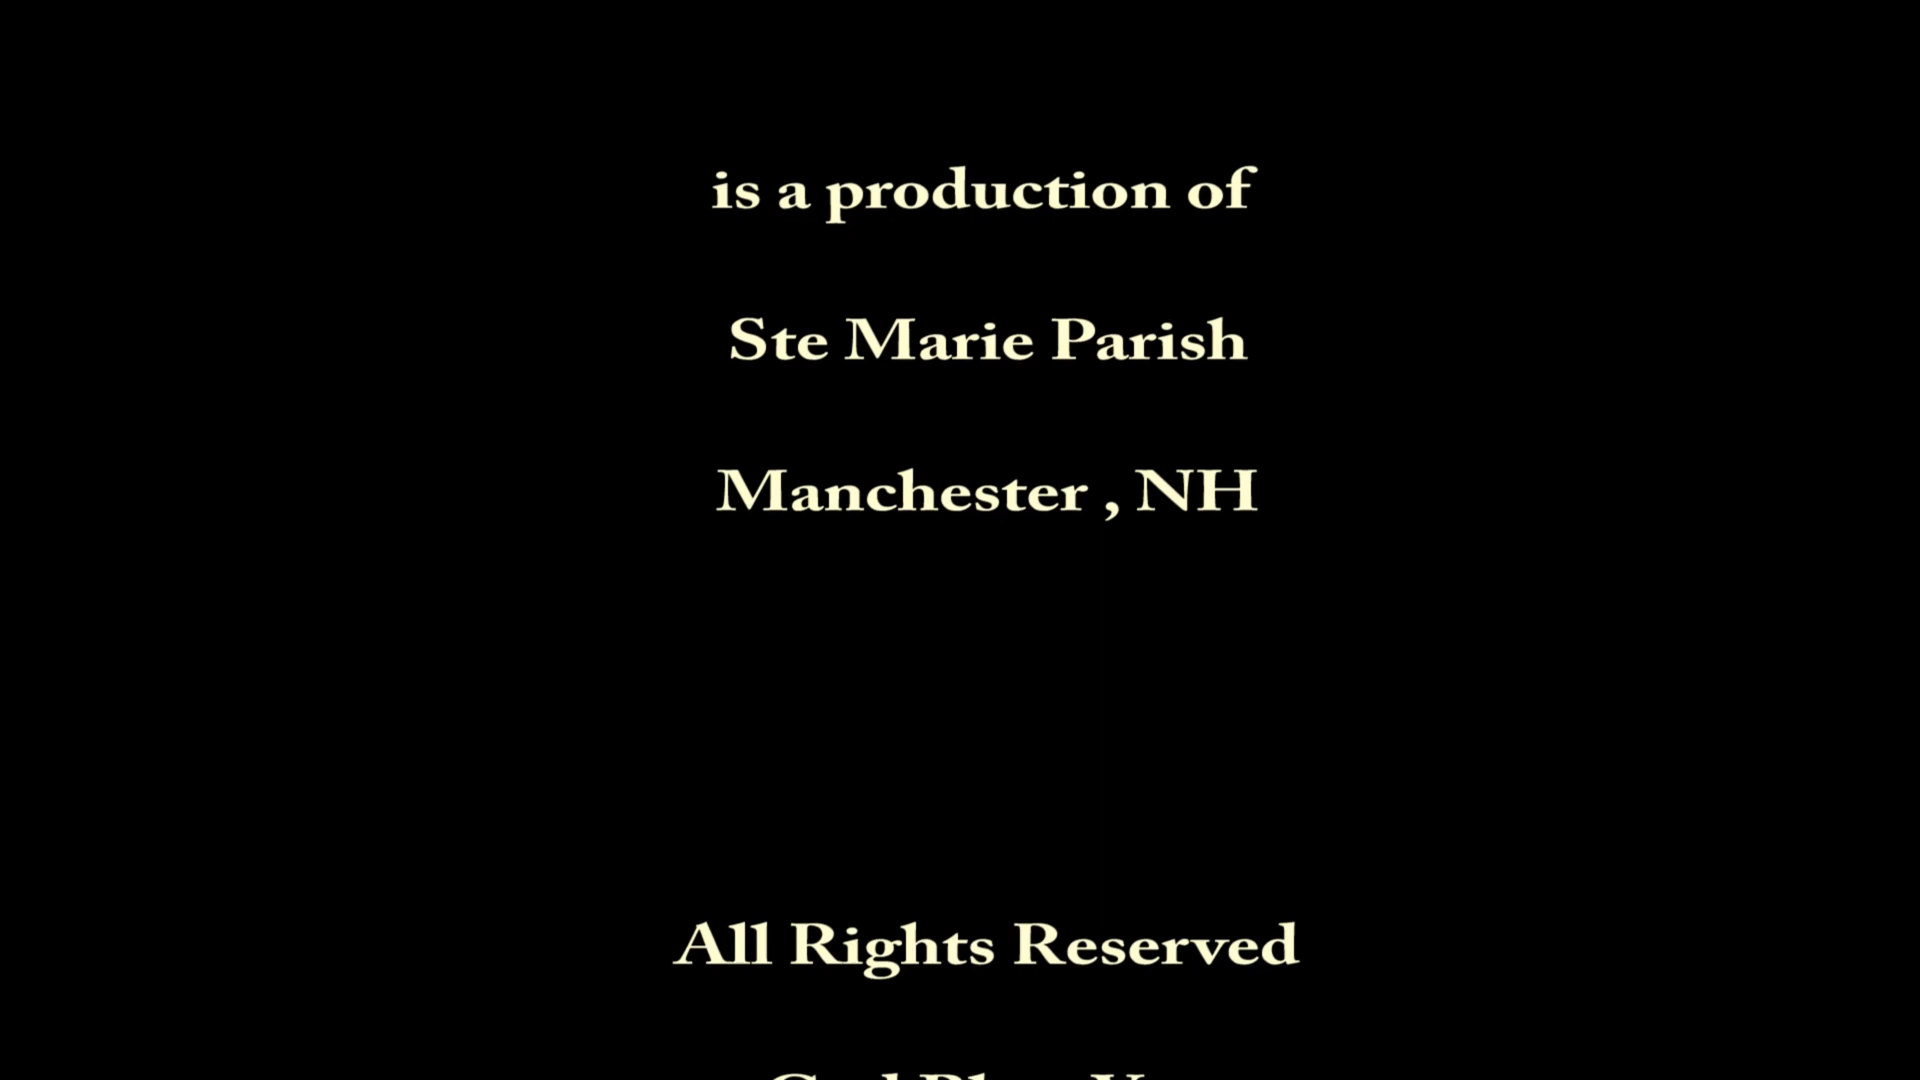 is a production of
Ste Marie Parish
Manchester , NH
All Rights Reserved